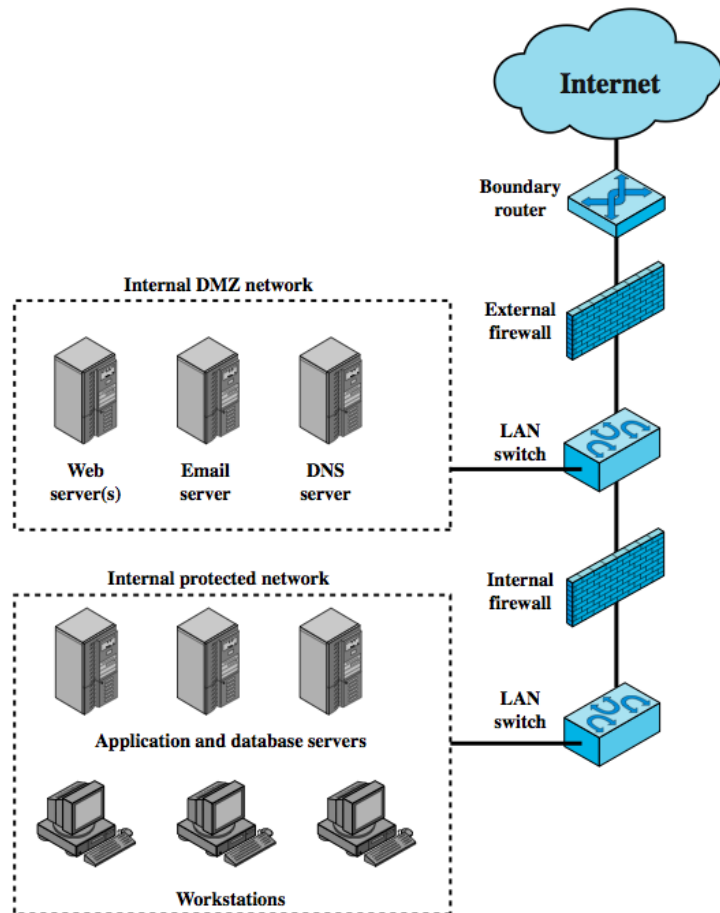 Internet
Boundary
router
Internal DMZ network
External
firewall
Web
server(s)
Email
server
DNS
server
LAN
switch
Internal protected network
Internal
firewall
Application and database servers
LAN
switch
Workstations